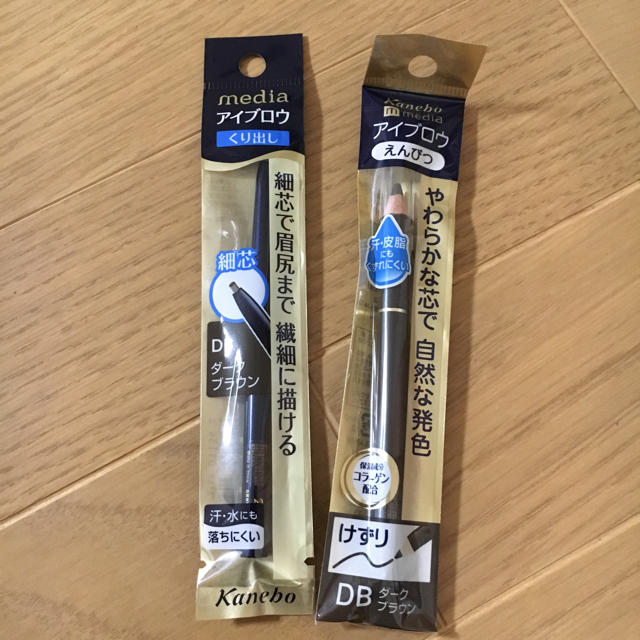 media
アイブロウ
くり出し
細芯で眉尻まで 繊細に描ける
細芯
ダーク
ブラウン
汗・水にも
落ちにくい
Kanebo
Kanebo
media
アイブロウ
えんぴつ
やわらかな芯で 自然な発色
汗・皮脂
にも
くずれにくい
保湿成分
コラーゲン
配合
けずり
DB ダーク
ブラウン